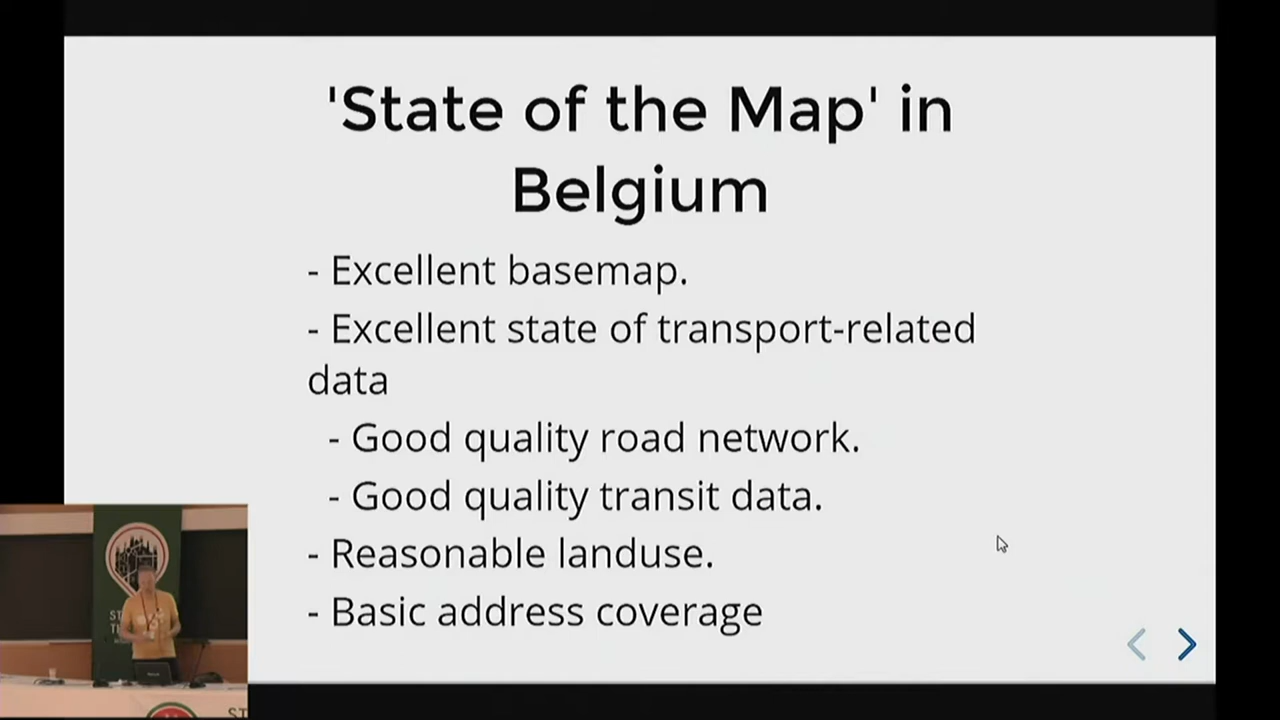 'State of the Map' in
Belgium
- Excellent basemap.
- Excellent state of transport-related
data
- Good quality road network.
- Good quality transit data.
- Reasonable landuse.
- Basic address coverage
ST